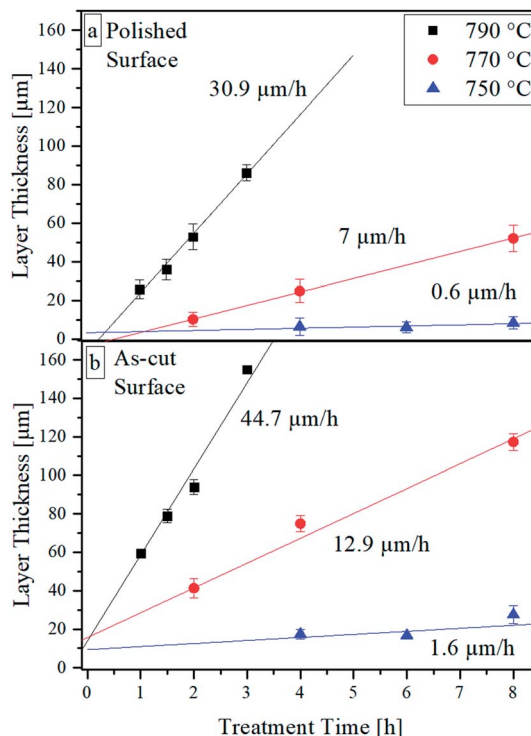 a Polished
Surface
790 °C
770 °C
750 °C
160
140
120
100
80
60
40
20
0
Layer Thickness [µm]
30.9 µm/h
7 µm/h
0.6 µm/h
b As-cut
Surface
160
140
120
100
80
60
40
20
0
Layer Thickness [µm]
44.7 µm/h
12.9 µm/h
1.6 µm/h
0 1 2 3 4 5 6 7 8
Treatment Time [h]